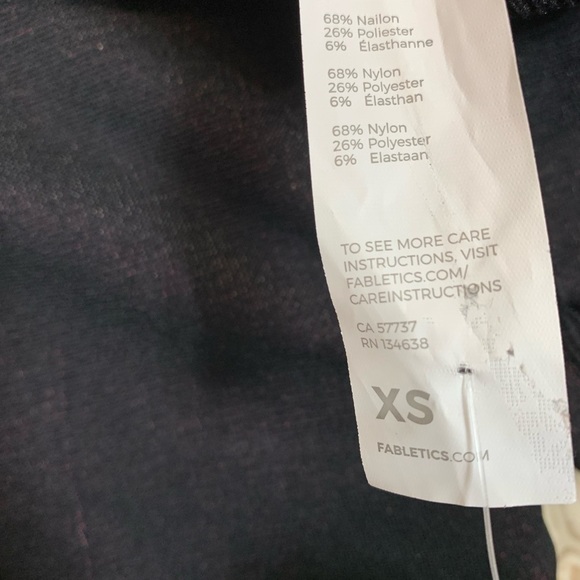 68% Nailon
26% Poliester
6% Élasthanne
68% Nylon
26% Polyester
6% Élasthan
68% Nylon
26% Polyester
6% Elastaan
TO SEE MORE CARE
INSTRUCTIONS, VISIT
FABLETICS.COM/
CAREINSTRUCTIONS
CA 57737
RN 134638
XS
FABLETICS.COM